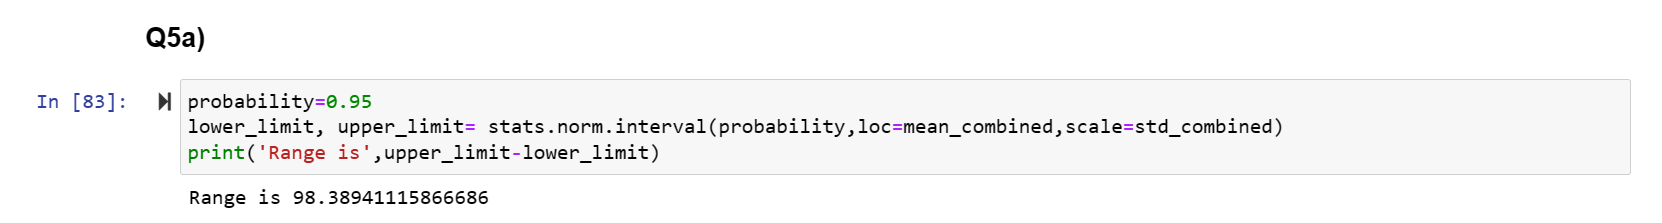 Q5a)
In [83]:
probability=0.95
lower_limit, upper_limit= stats.norm.interval(probability,loc=mean_combined,scale=std_combined)
print('Range is',upper_limit-lower_limit)
Range is 98.38941115866686